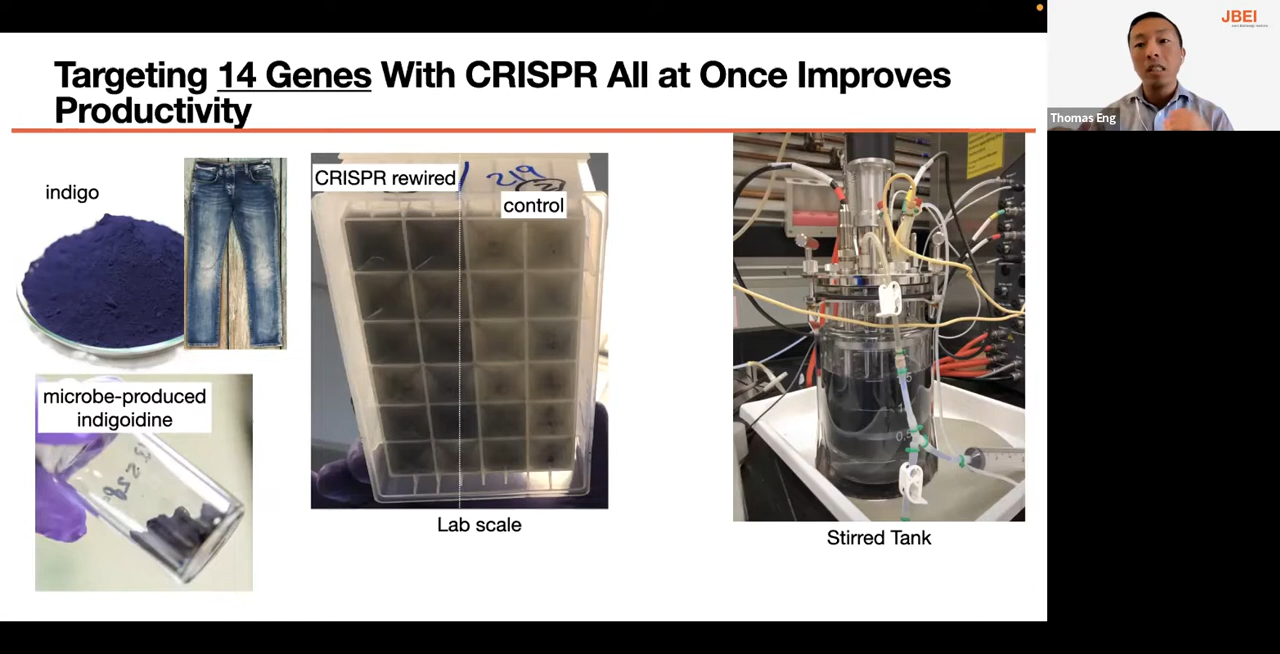 Targeting 14 Genes With CRISPR All at Once Improves
Productivity
indigo
microbe-produced
indigoidine
CRISPR rewired
219
control
Lab scale
Stirred Tank
JBEI
Thomas Eng